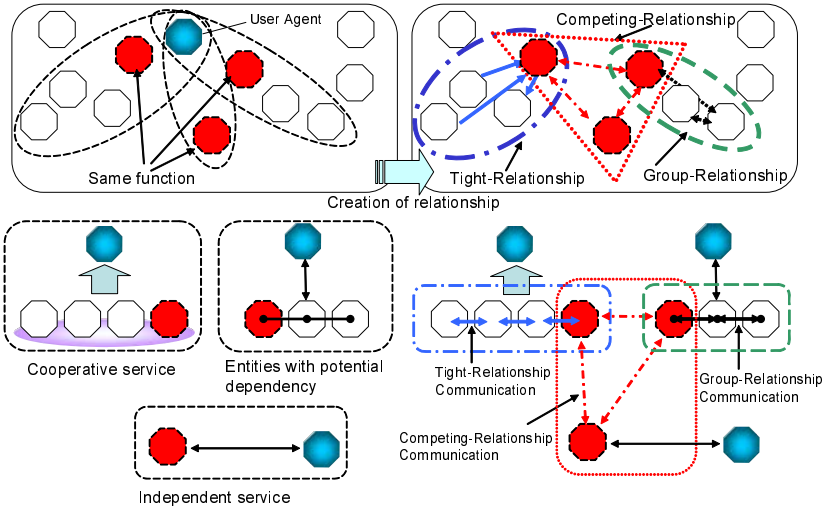 User Agent
Competing-Relationship
Same function
Tight-Relationship
Group-Relationship
Creation of relationship
Cooperative service
Entities with potential
dependency
Tight-Relationship
Communication
Group-Relationship
Communication
Competing-Relationship
Communication
Independent service